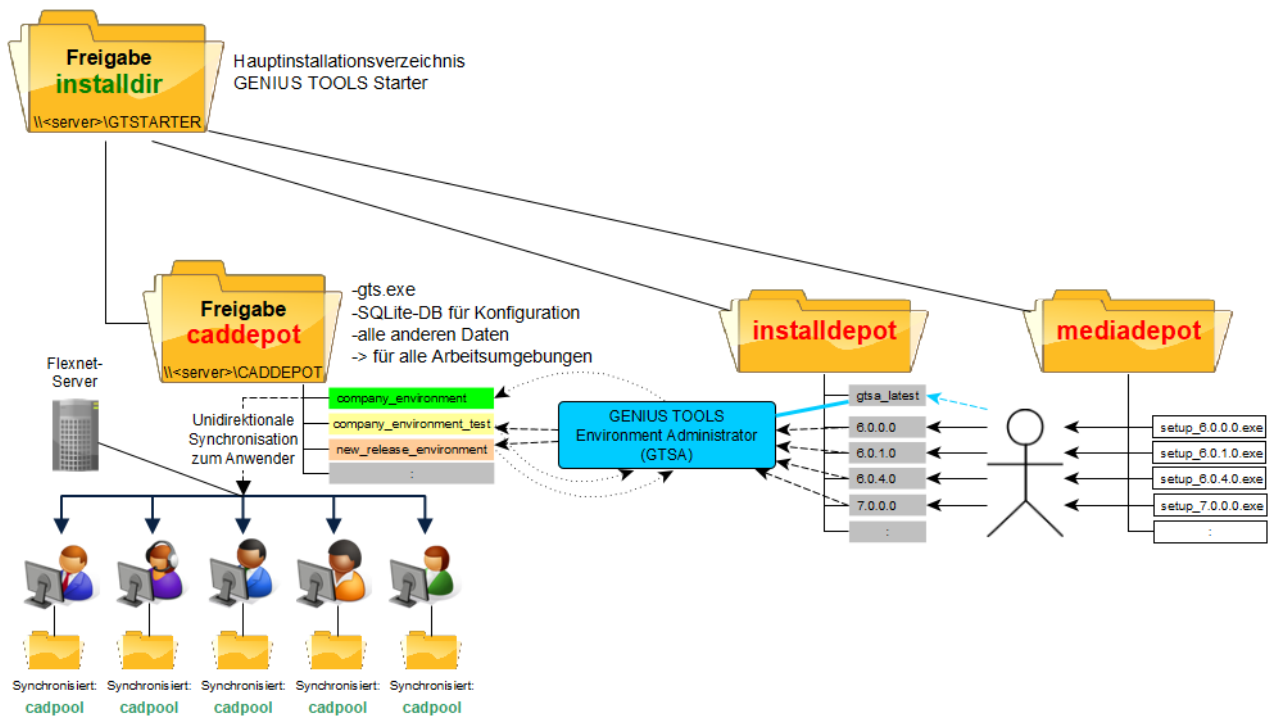 Freigabe
installdir
\\<server>\GTSTARTER
Hauptinstallationsverzeichnis
GENIUS TOOLS Starter
Freigabe
caddepot
\\<server>\CADDEPOT
-gts.exe
-SQLite-DB für Konfiguration
-alle anderen Daten
-> für alle Arbeitsumgebungen
installdepot
mediadepot
Flexnet-
Server
Unidirektionale
Synchronisation
zum Anwender
company_environment
company_environment_test
new_release_environment
:
GENIUS TOOLS
Environment Administrator
(GTSA)
gtsa_latest
6.0.0.0
6.0.1.0
6.0.4.0
7.0.0.0
:
setup_6.0.0.0.exe
setup_6.0.1.0.exe
setup_6.0.4.0.exe
setup_7.0.0.0.exe
:
Synchronisiert:
cadpool
Synchronisiert:
cadpool
Synchronisiert:
cadpool
Synchronisiert:
cadpool
Synchronisiert:
cadpool